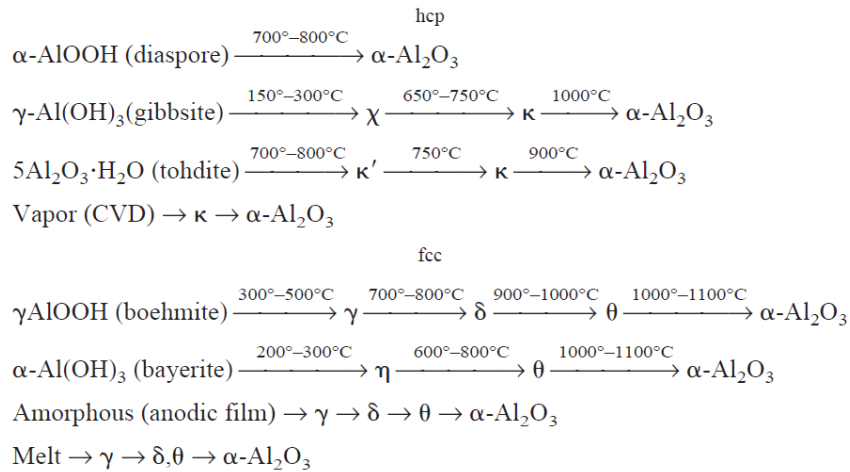 hcp
α-AlOOH (diaspore) —700°–800°C→ α-Al₂O₃
γ-Al(OH)₃(gibbsite) —150°–300°C→ χ —650°–750°C→ κ —1000°C→ α-Al₂O₃
5Al₂O₃·H₂O (tohdite) —700°–800°C→ κ′ —750°C→ κ —900°C→ α-Al₂O₃
Vapor (CVD) → κ → α-Al₂O₃
fcc
γAlOOH (boehmite) —300°–500°C→ γ —700°–800°C→ δ —900°–1000°C→ θ —1000°–1100°C→ α-Al₂O₃
α-Al(OH)₃ (bayerite) —200°–300°C→ η —600°–800°C→ θ —1000°–1100°C→ α-Al₂O₃
Amorphous (anodic film) → γ → δ → θ → α-Al₂O₃
Melt → γ → δ,θ → α-Al₂O₃